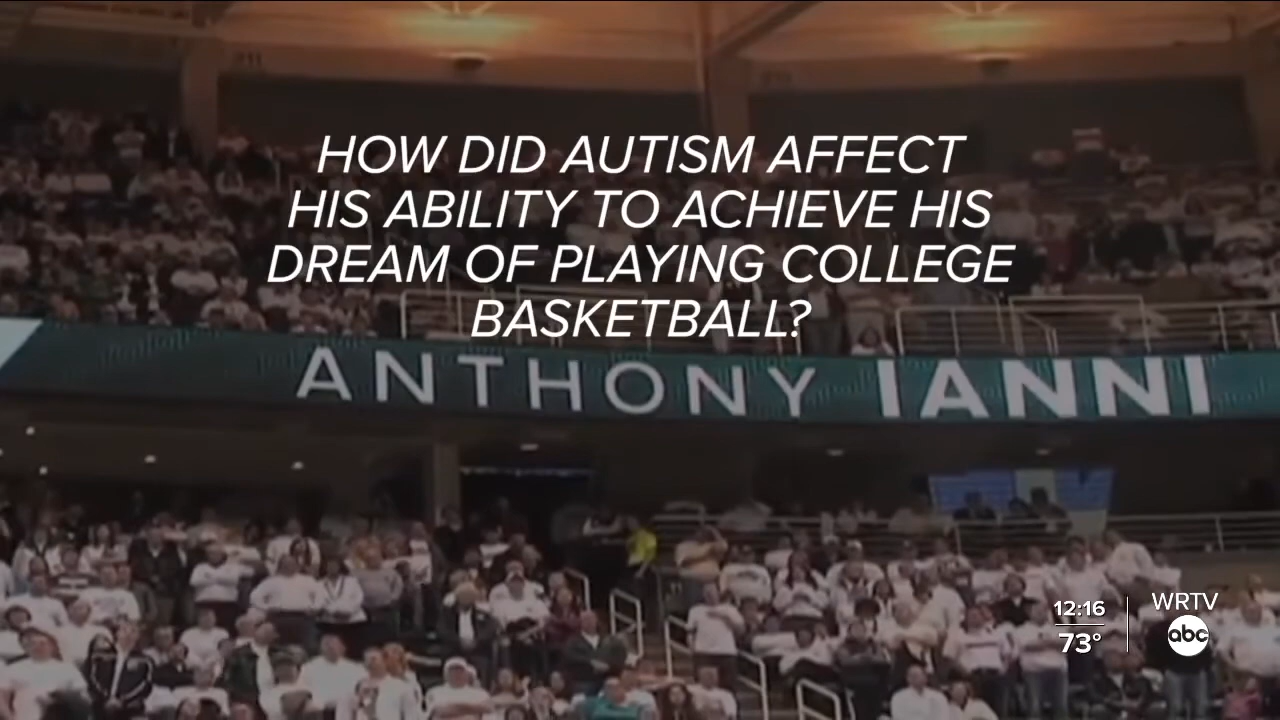 HOW DID AUTISM AFFECT
HIS ABILITY TO ACHIEVE HIS
DREAM OF PLAYING COLLEGE
BASKETBALL?
ANTHONY IANNI
12:16
73°
WRTV
abc